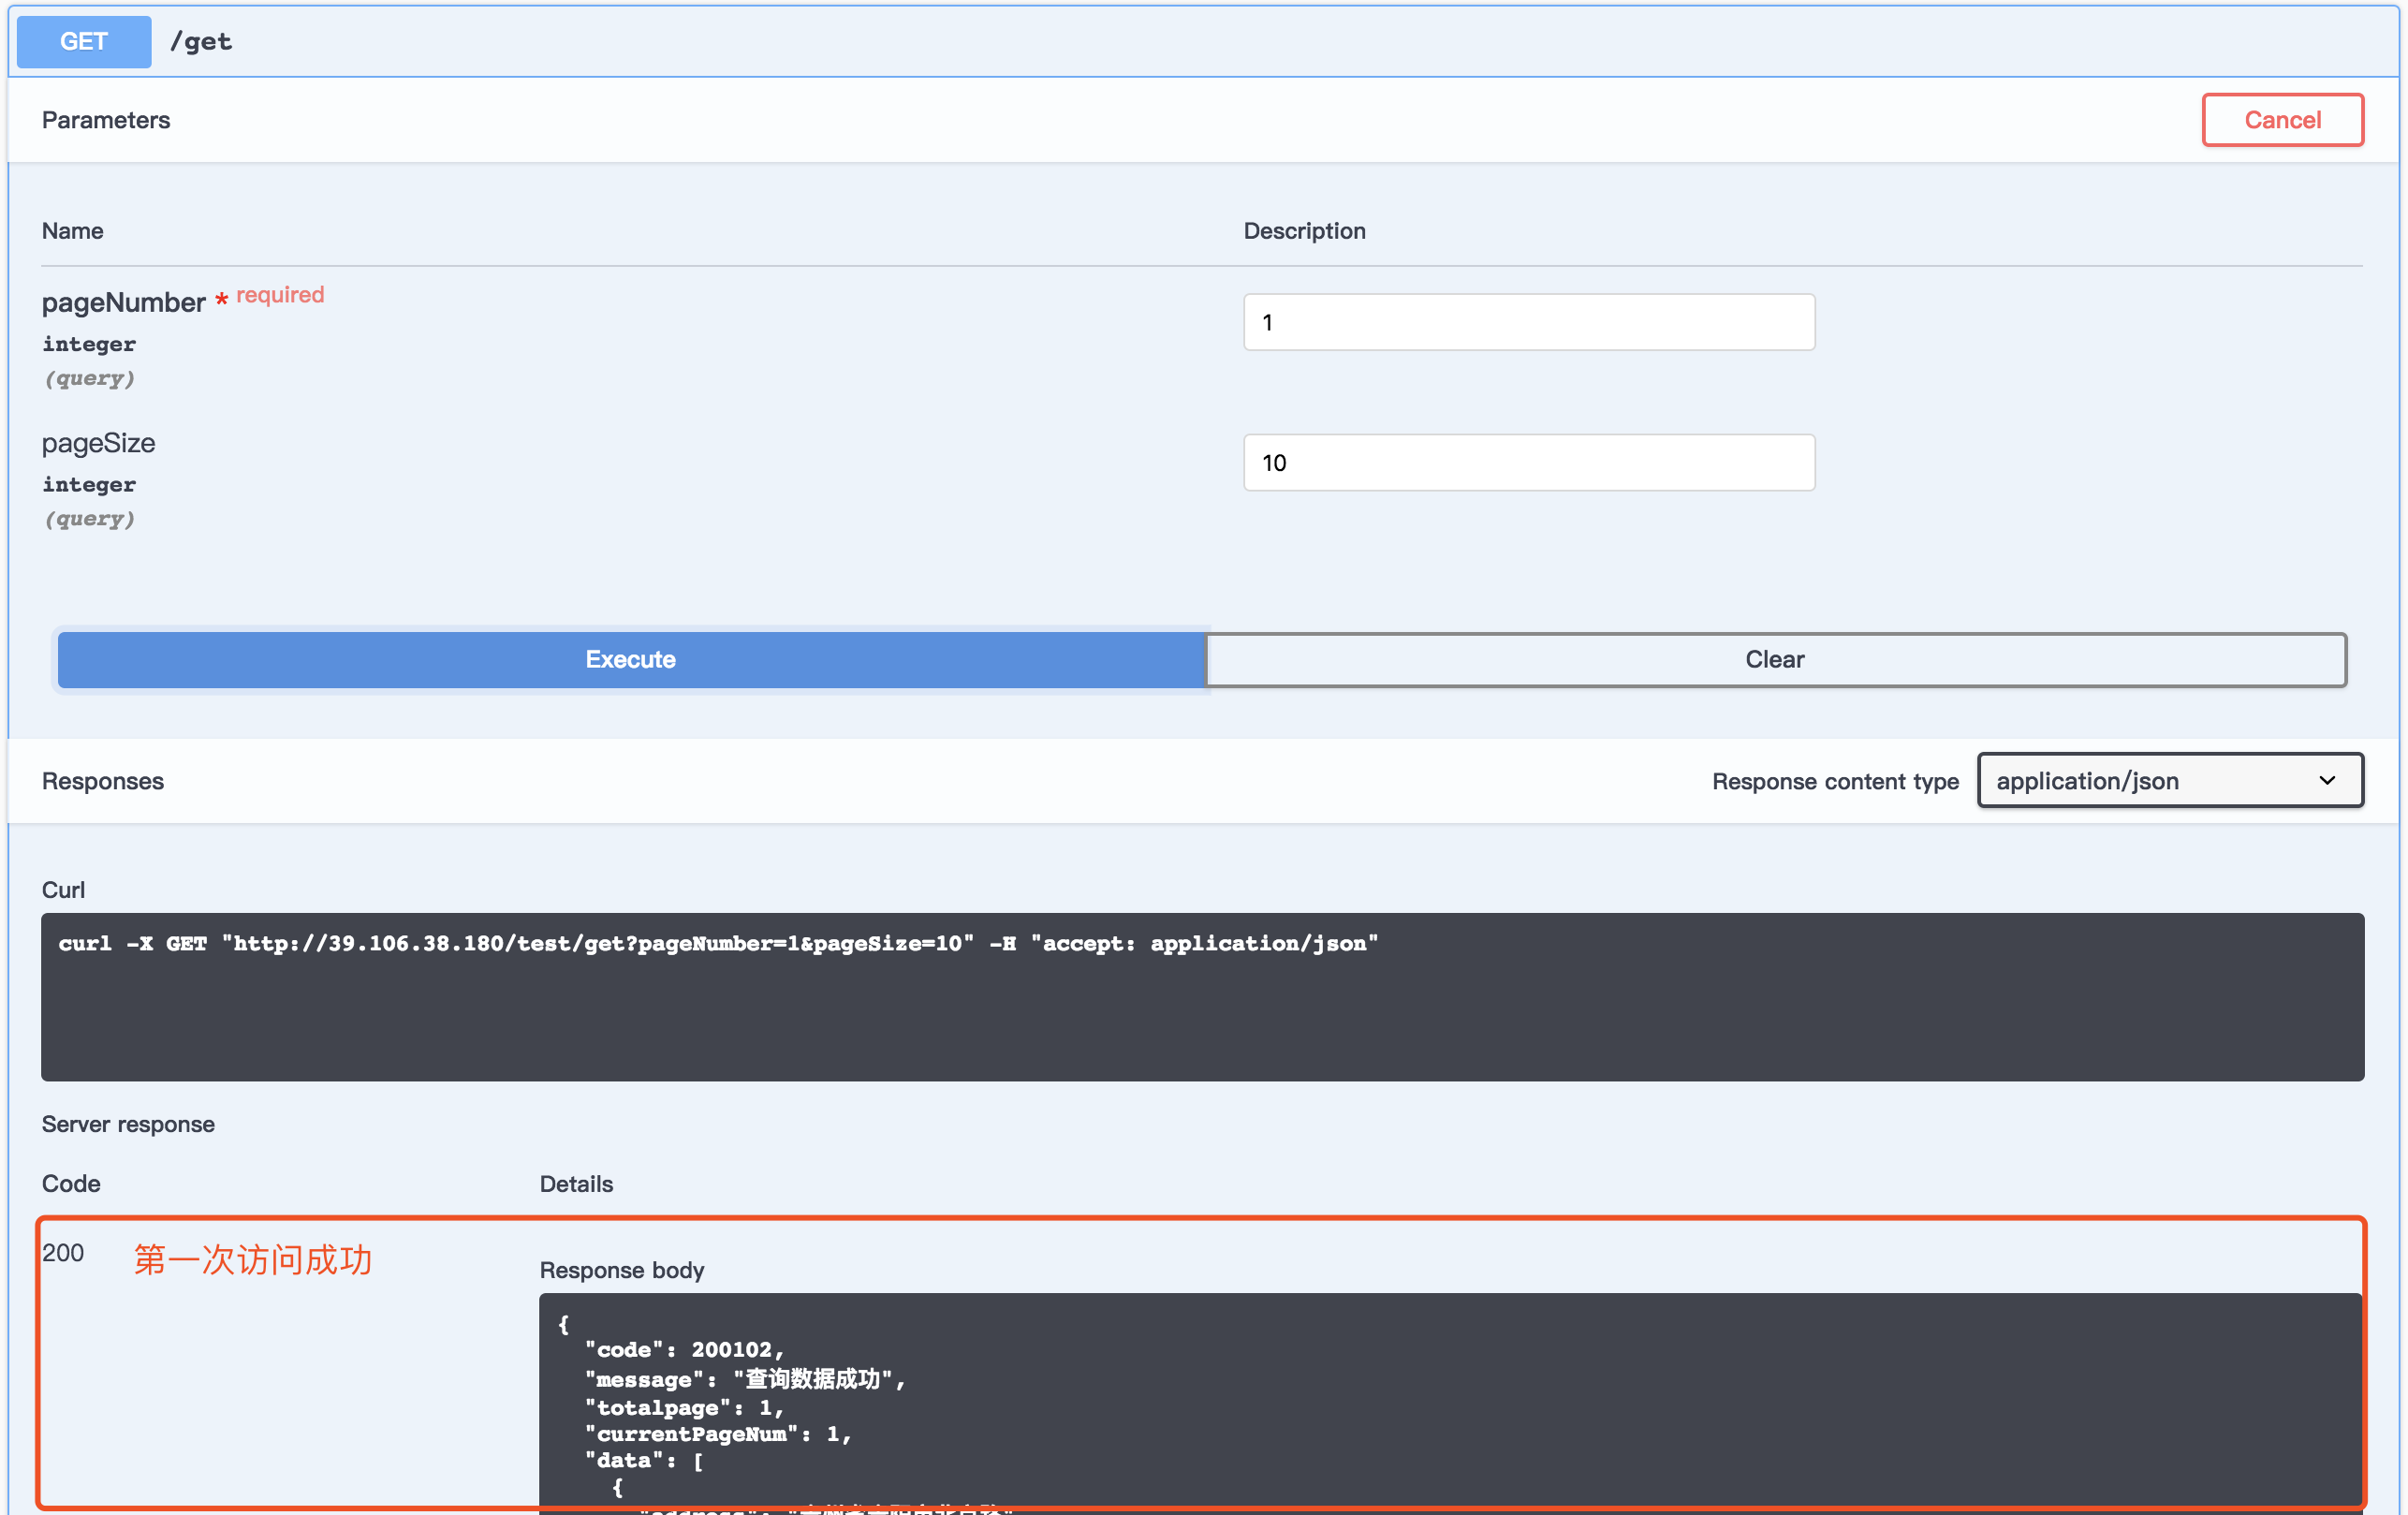 GET /get
Parameters
Cancel
Name
Description
pageNumber * required
integer
(query)
1
pageSize
integer
(query)
10
Execute
Clear
Responses
Response content type
application/json
Curl
curl -X GET "http://39.106.38.180/test/get?pageNumber=1&pageSize=10" -H "accept: application/json"
Server response
Code
Details
200
第一次访问成功
Response body
{
"code": 200102,
"message": "查询数据成功",
"totalpage": 1,
"currentPageNum": 1,
"data": [
{
"address":